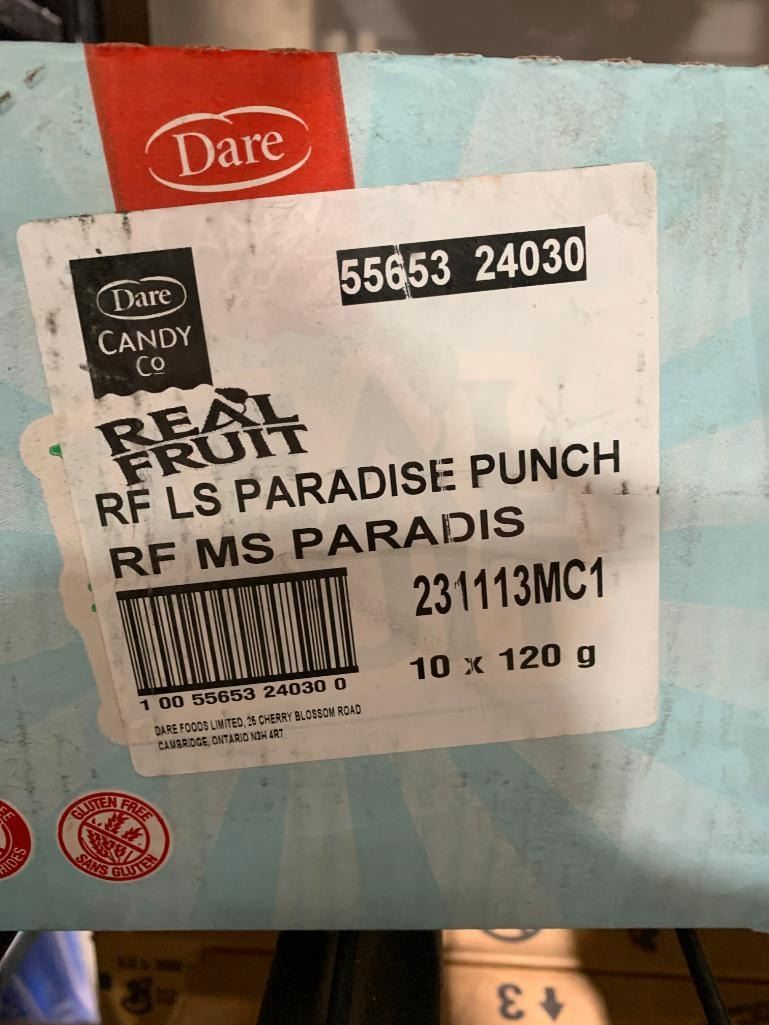 Dare
55653 24030
Dare
CANDY
Co
REAL
FRUIT
RF LS PARADISE PUNCH
RF MS PARADIS
231113MC1
10 x 120 g
1 00 55653 24030 0
DARE FOODS LIMITED, 25 CHERRY BLOSSOM ROAD
CAMBRIDGE, ONTARIO N3H 4R7
GLUTEN FREE
SANS GLUTEN
3